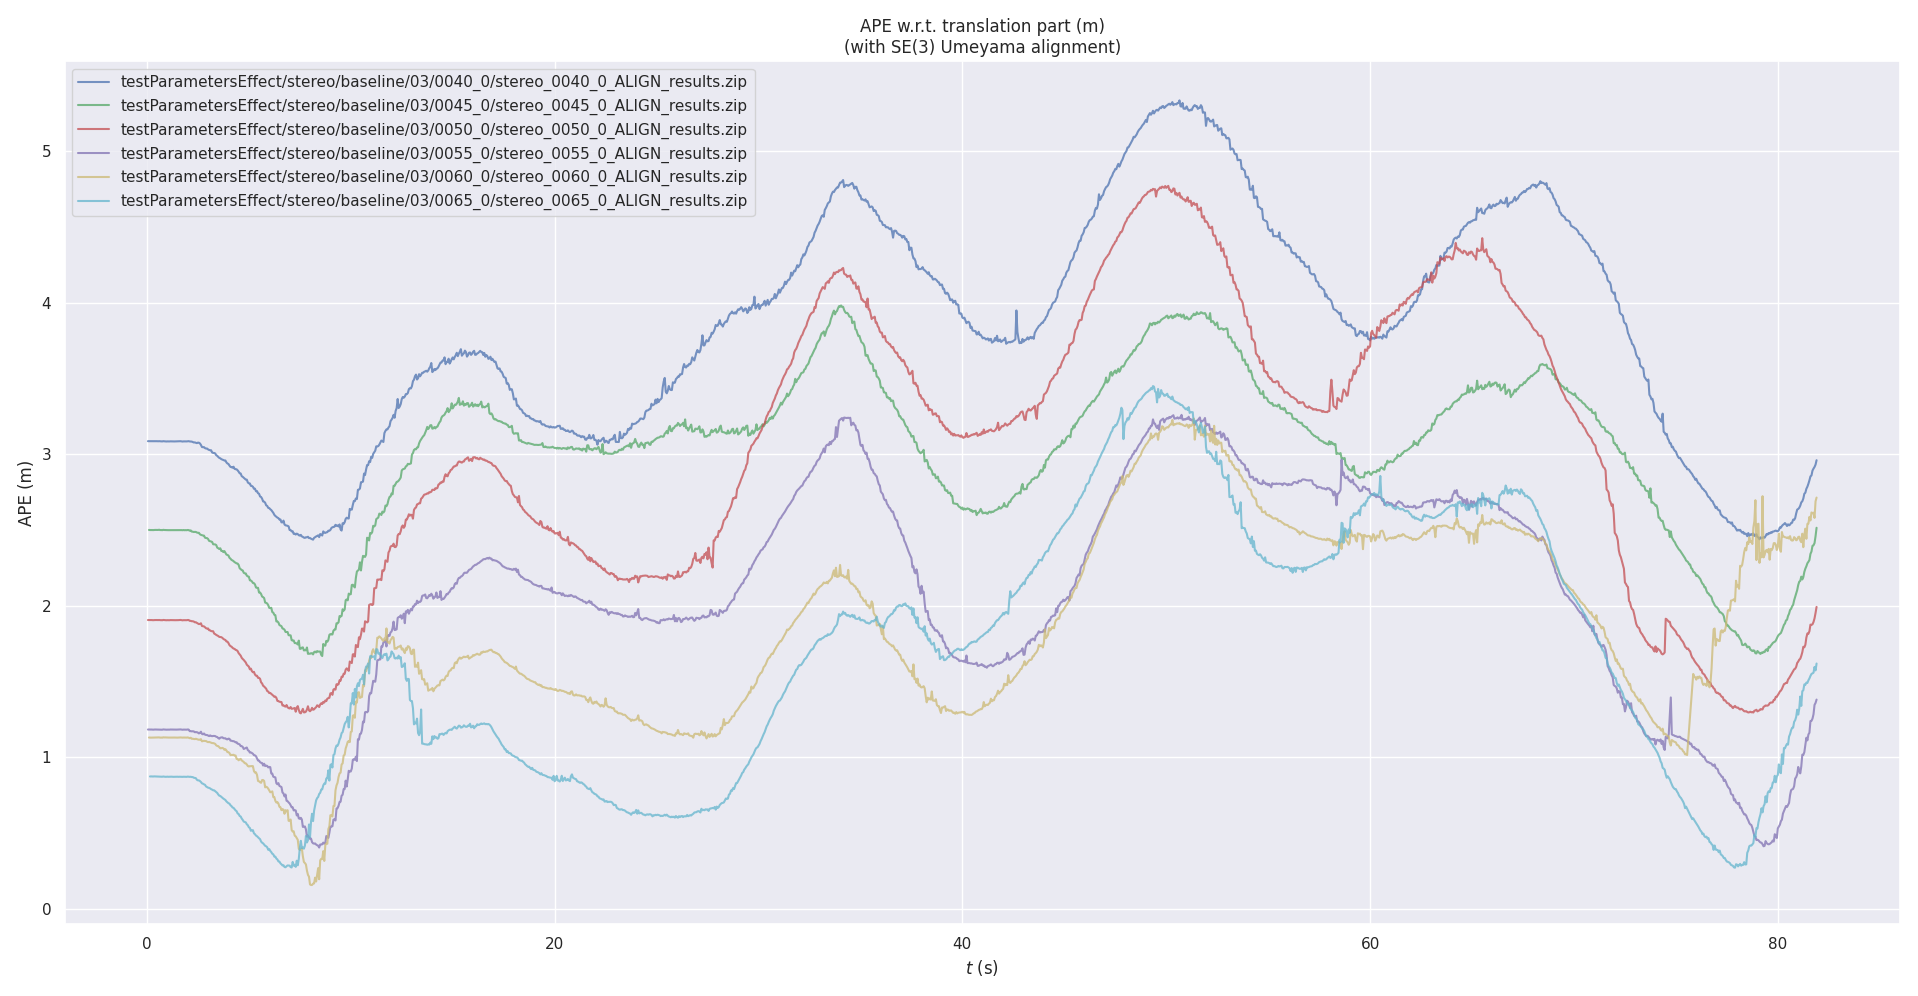 APE w.r.t. translation part (m)
(with SE(3) Umeyama alignment)
testParametersEffect/stereo/baseline/03/0040_0/stereo_0040_0_ALIGN_results.zip
testParametersEffect/stereo/baseline/03/0045_0/stereo_0045_0_ALIGN_results.zip
testParametersEffect/stereo/baseline/03/0050_0/stereo_0050_0_ALIGN_results.zip
testParametersEffect/stereo/baseline/03/0055_0/stereo_0055_0_ALIGN_results.zip
testParametersEffect/stereo/baseline/03/0060_0/stereo_0060_0_ALIGN_results.zip
testParametersEffect/stereo/baseline/03/0065_0/stereo_0065_0_ALIGN_results.zip
5
4
3
2
1
0
APE (m)
0 20 40 60 80
t (s)